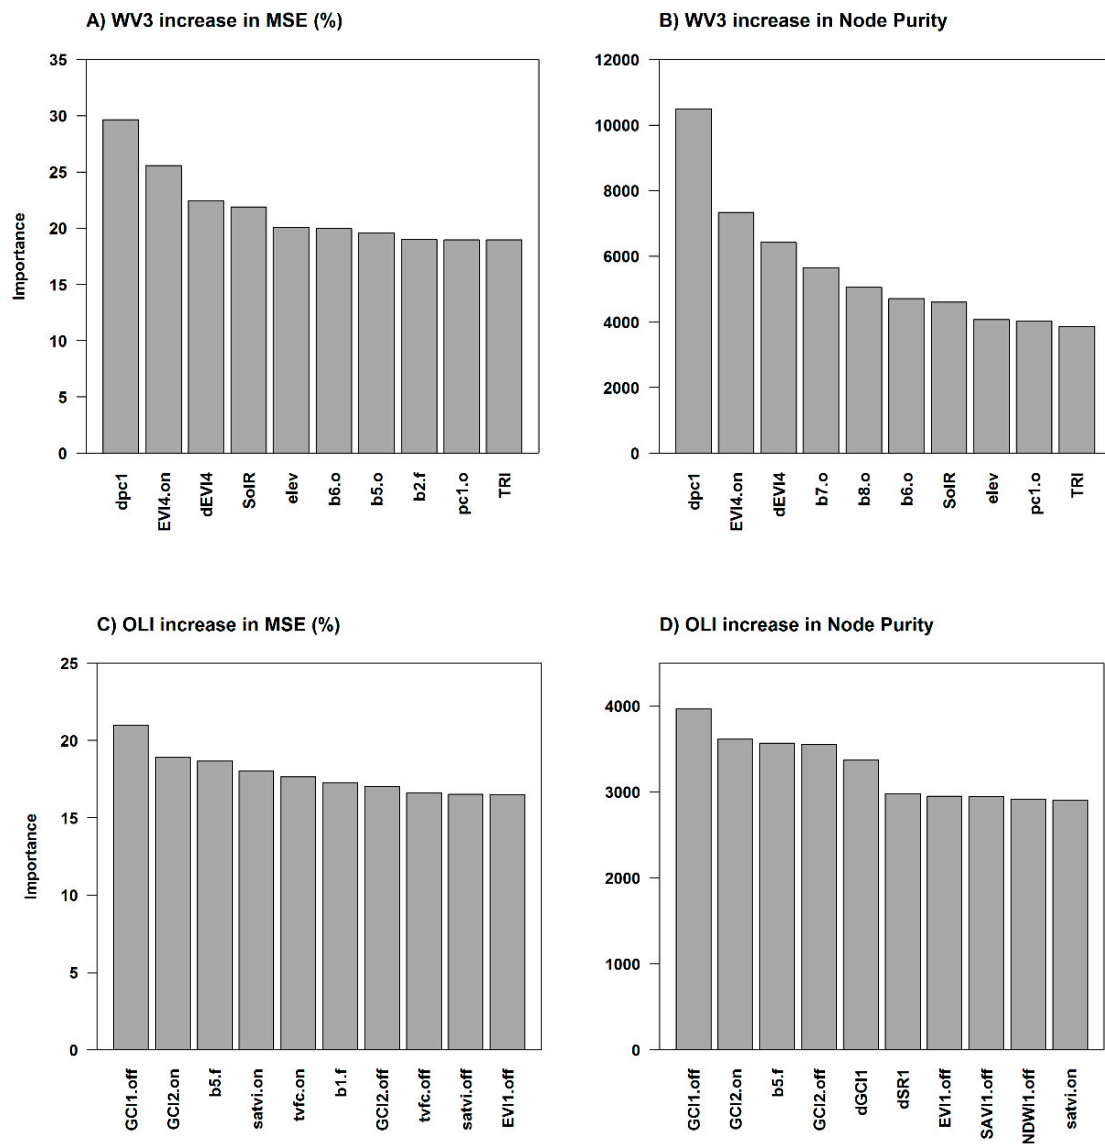 A) WV3 increase in MSE (%)
B) WV3 increase in Node Purity
35
30
25
20
15
10
5
0
Importance
dpc1
EVI4.on
dEVI4
SolR
elev
b6.o
b5.o
b2.f
pc1.o
TRI
12000
10000
8000
6000
4000
2000
0
dpc1
EVI4.on
dEVI4
b7.o
b8.o
b6.o
SolR
elev
pc1.o
TRI
C) OLI increase in MSE (%)
D) OLI increase in Node Purity
25
20
15
10
5
0
Importance
GCI1.off
GCI2.on
b5.f
satvi.on
tvfc.on
b1.f
GCI2.off
tvfc.off
satvi.off
EVI1.off
4000
3000
2000
1000
0
GCI1.off
GCI2.on
b5.f
GCI2.off
dGCI1
dSR1
EVI1.off
SAVI1.off
NDWI1.off
satvi.on